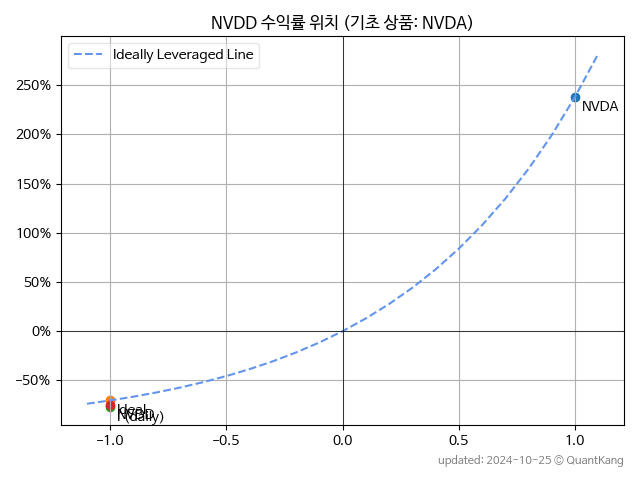 NVDD 수익률 위치 (기초 상품: NVDA)
Ideally Leveraged Line
250%
200%
150%
100%
50%
0%
−50%
NVDA
Ideal
NVDD
(daily)
−1.0
−0.5
0.0
0.5
1.0
updated: 2024-10-25 © QuantKang